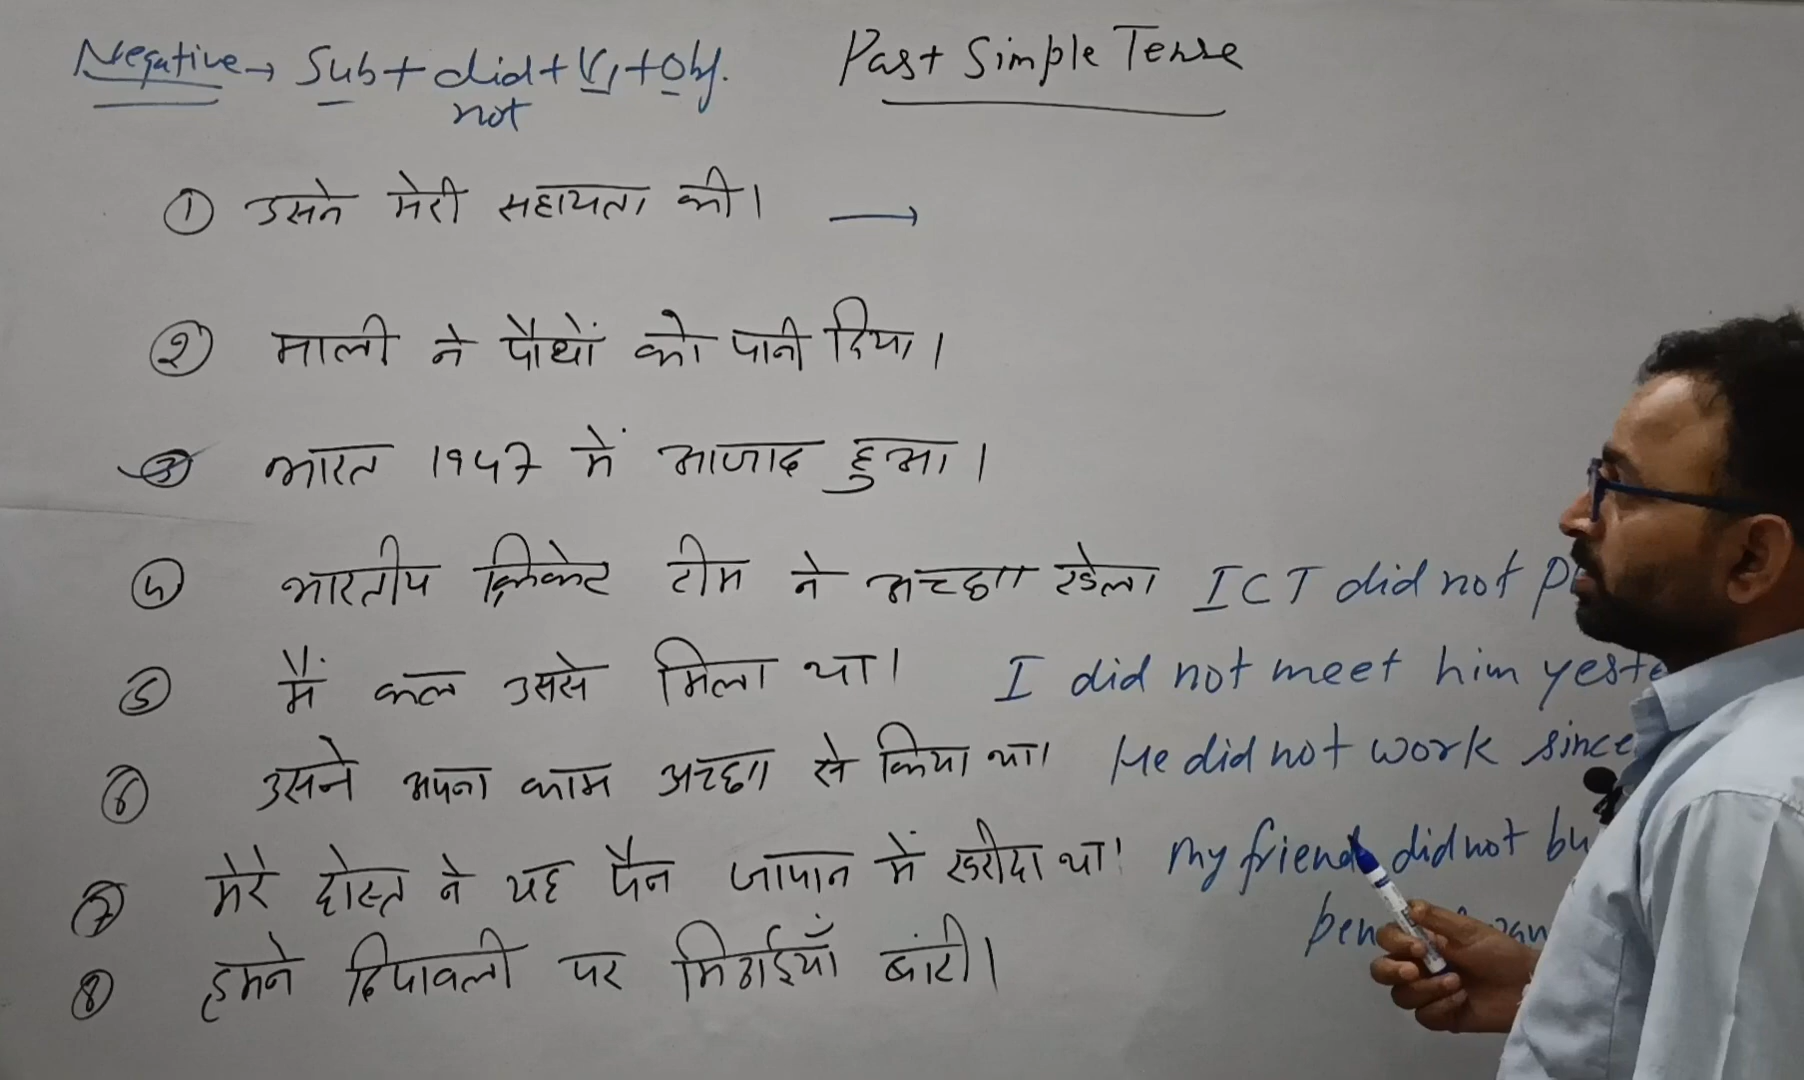 Negative → Sub + did + V1 + Obj.
not
Past Simple Tense
① उसने मेरी सहायता की। →
② माली ने पौधों को पानी दिया।
③ भारत 1947 में आजाद हुआ।
④ भारतीय क्रिकेट टीम ने अच्छा खेला ICT did not
⑤ मैं कल उससे मिला था। I did not meet him
⑥ उसने अपना काम अच्छा से किया था। He did not work since
⑦ मेरे दोस्त ने यह पैन जापान में खरीदा था। My friend did not
⑧ हमने दिपावली पर मिठाईयाँ बांटी।